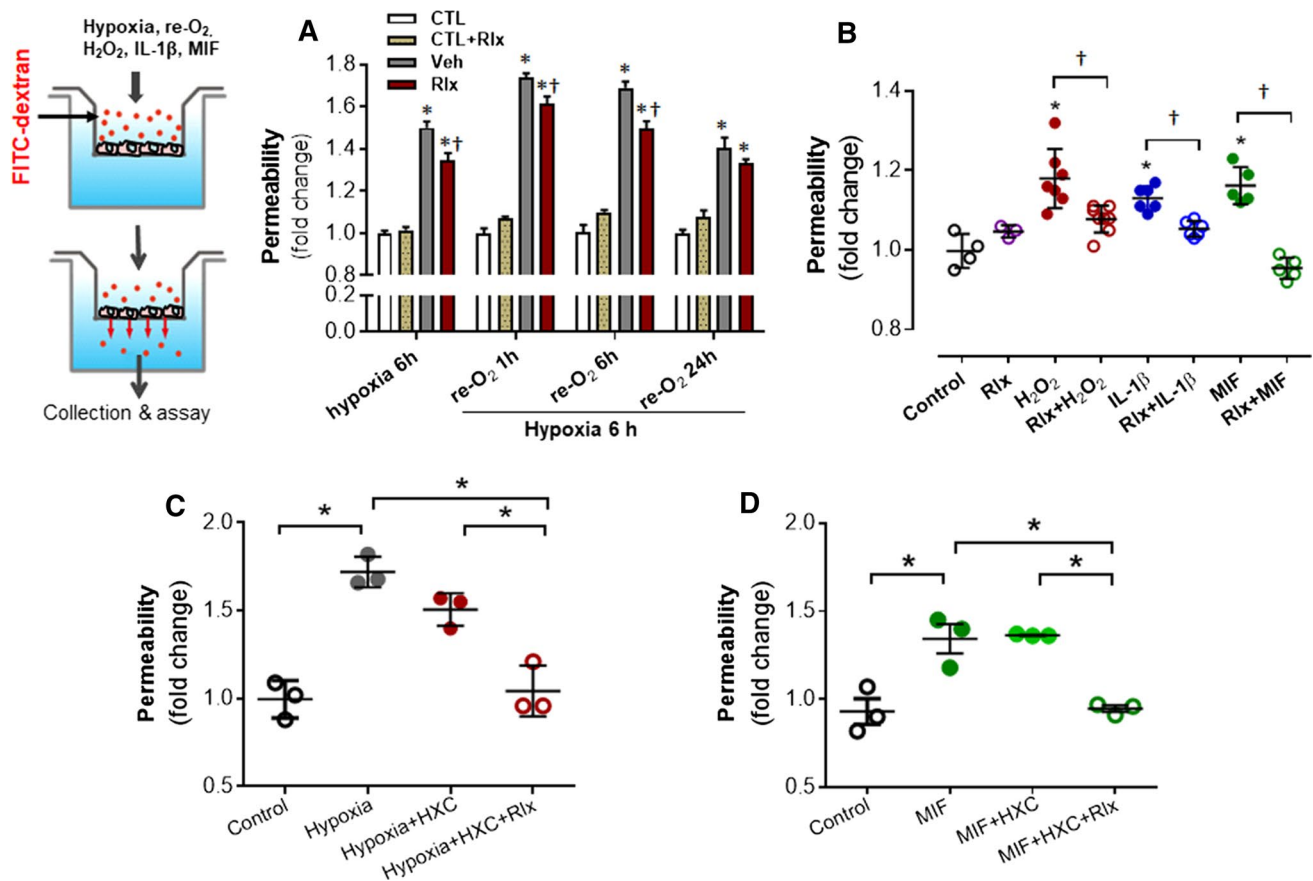 Hypoxia, re-O₂,
H₂O₂, IL-1β, MIF
FITC-dextran
Collection & assay
A
CTL
CTL+Rlx
Veh
Rlx
Permeability
(fold change)
1.8
1.6
1.4
1.2
1.0
0.8
0.2
0.0
*
*†
*
*†
*
*†
*
*
hypoxia 6h
re-O₂ 1h
re-O₂ 6h
re-O₂ 24h
Hypoxia 6 h
B
Permeability
(fold change)
1.4
1.2
1.0
0.8
†
†
†
*
*
*
Control
Rlx
H₂O₂
Rlx+H₂O₂
IL-1β
Rlx+IL-1β
MIF
Rlx+MIF
C
Permeability
(fold change)
2.0
1.5
1.0
0.5
*
*
*
Control
Hypoxia
Hypoxia+HXC
Hypoxia+HXC+Rlx
D
Permeability
(fold change)
2.0
1.5
1.0
0.5
*
*
*
Control
MIF
MIF+HXC
MIF+HXC+Rlx